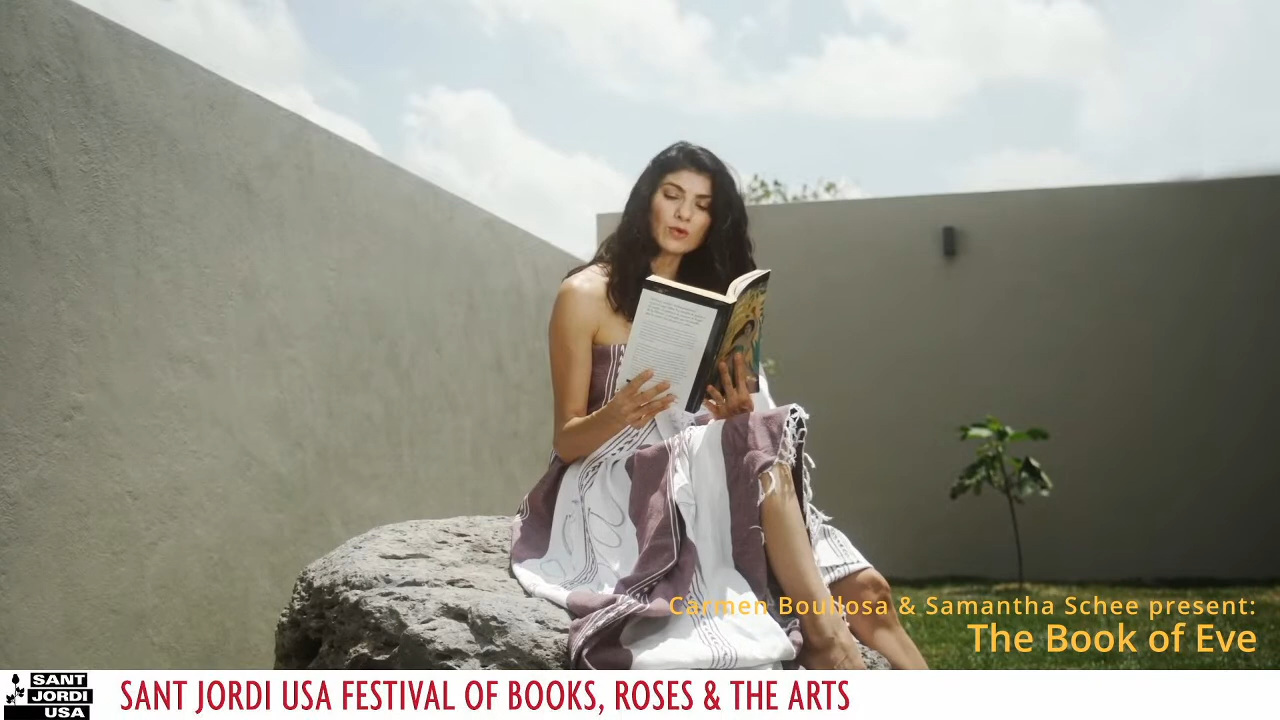 Carmen Boullosa & Samantha Schee present:
The Book of Eve
SANT
JORDI
USA
SANT JORDI USA FESTIVAL OF BOOKS, ROSES & THE ARTS